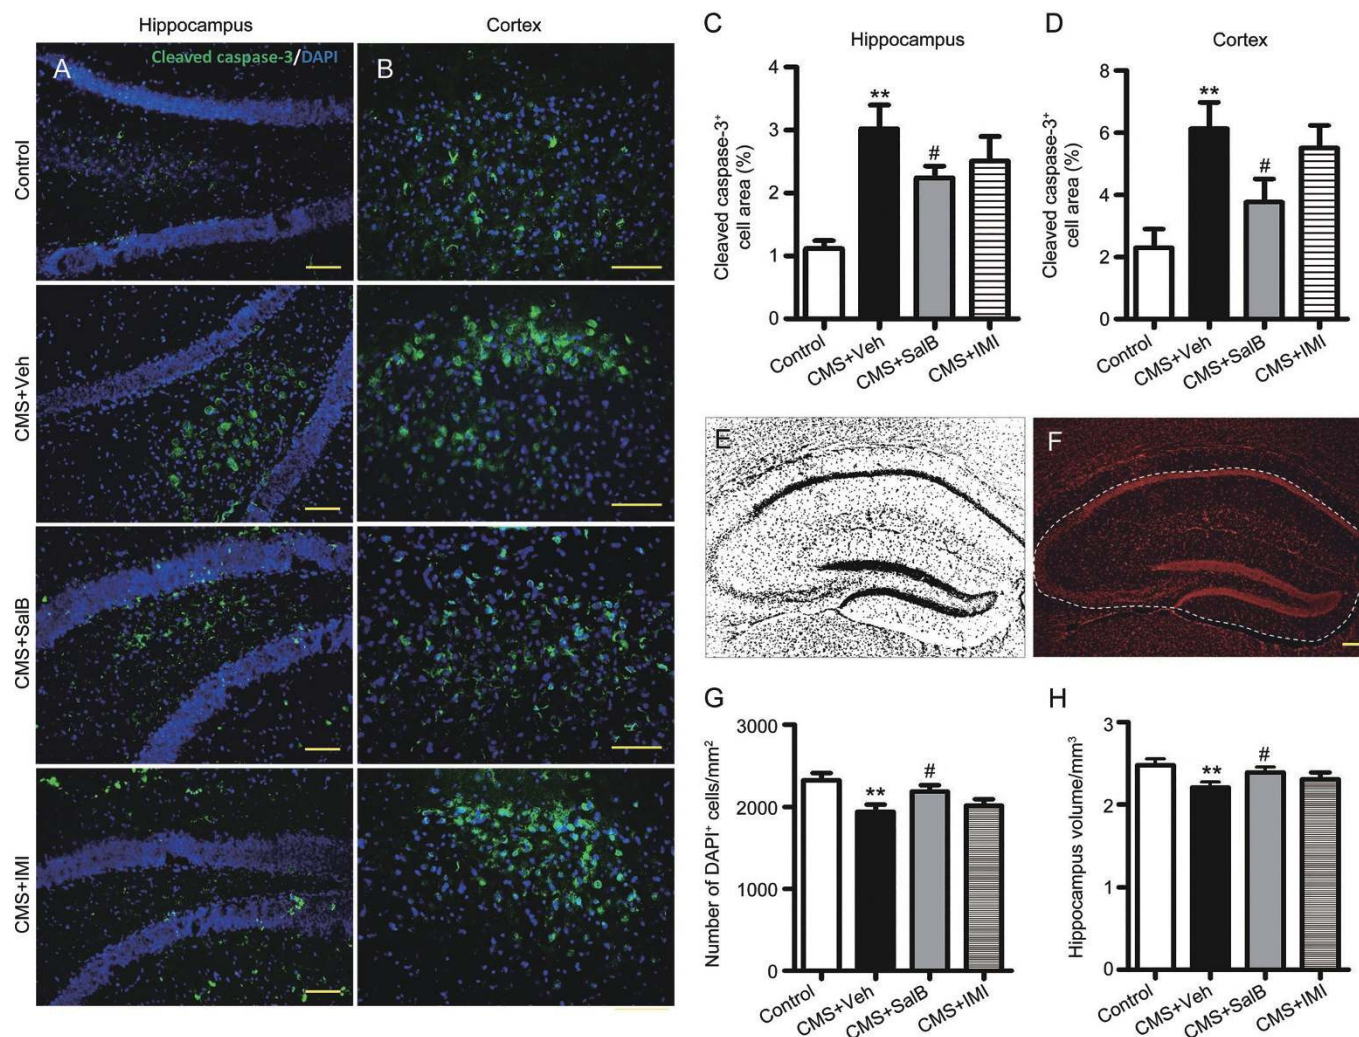 Hippocampus
Cortex
A
Cleaved caspase-3/DAPI
B
Control
CMS+Veh
CMS+SalB
CMS+IMI
C
Hippocampus
Cleaved caspase-3+
cell area (%)
4
3
2
1
0
**
#
Control
CMS+Veh
CMS+SalB
CMS+IMI
D
Cortex
Cleaved caspase-3+
cell area (%)
8
6
4
2
0
**
#
Control
CMS+Veh
CMS+SalB
CMS+IMI
E
F
G
Number of DAPI+ cells/mm2
3000
2000
1000
0
**
#
Control
CMS+Veh
CMS+SalB
CMS+IMI
H
Hippocampus volume/mm3
3
2
1
0
**
#
Control
CMS+Veh
CMS+SalB
CMS+IMI